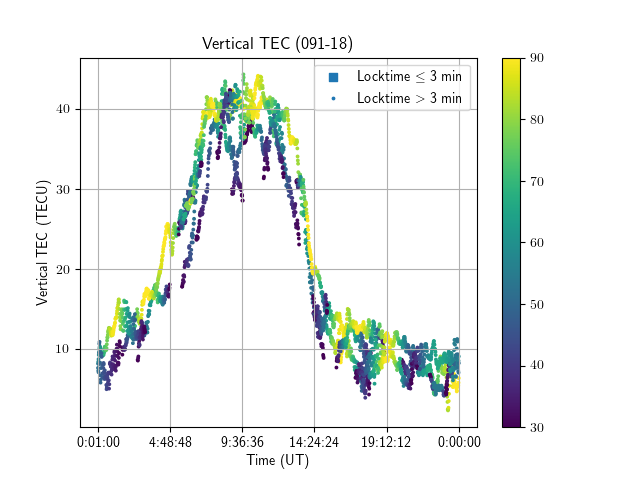 Vertical TEC (091-18)
Locktime ≤ 3 min
Locktime > 3 min
Vertical TEC (TECU)
40
30
20
10
0:01:00 4:48:48 9:36:36 14:24:24 19:12:12 0:00:00
Time (UT)
90
80
70
60
50
40
30